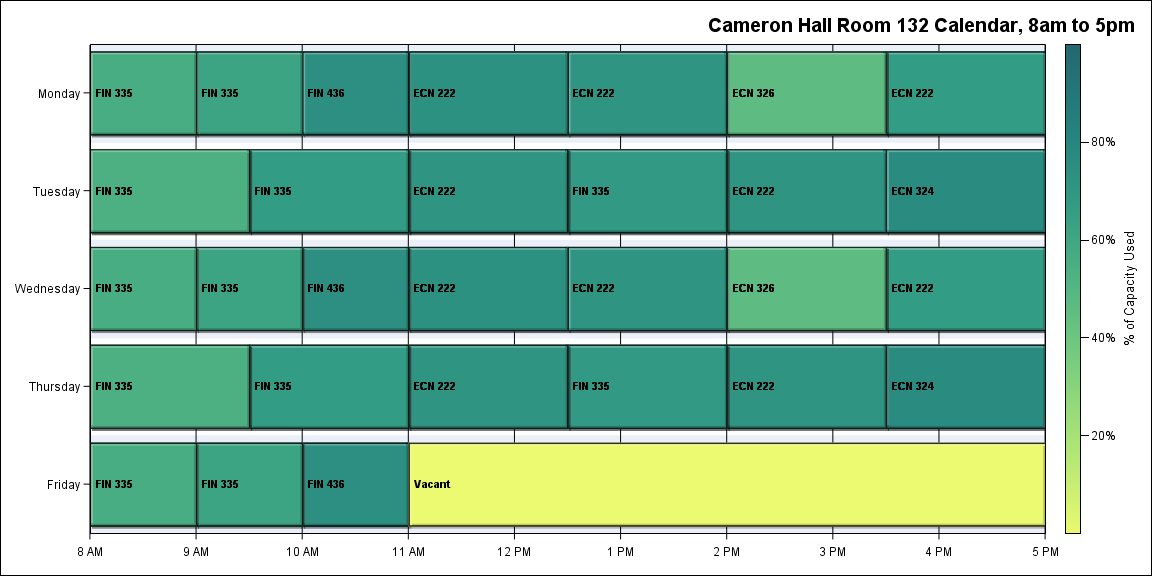 Cameron Hall Room 132 Calendar, 8am to 5pm
Monday
FIN 335
FIN 335
FIN 436
ECN 222
ECN 222
ECN 326
ECN 222
Tuesday
FIN 335
FIN 335
ECN 222
FIN 335
ECN 222
ECN 324
Wednesday
FIN 335
FIN 335
FIN 436
ECN 222
ECN 222
ECN 326
ECN 222
Thursday
FIN 335
FIN 335
ECN 222
FIN 335
ECN 222
ECN 324
Friday
FIN 335
FIN 335
FIN 436
Vacant
8 AM
9 AM
10 AM
11 AM
12 PM
1 PM
2 PM
3 PM
4 PM
5 PM
80%
60%
40%
20%
% of Capacity Used